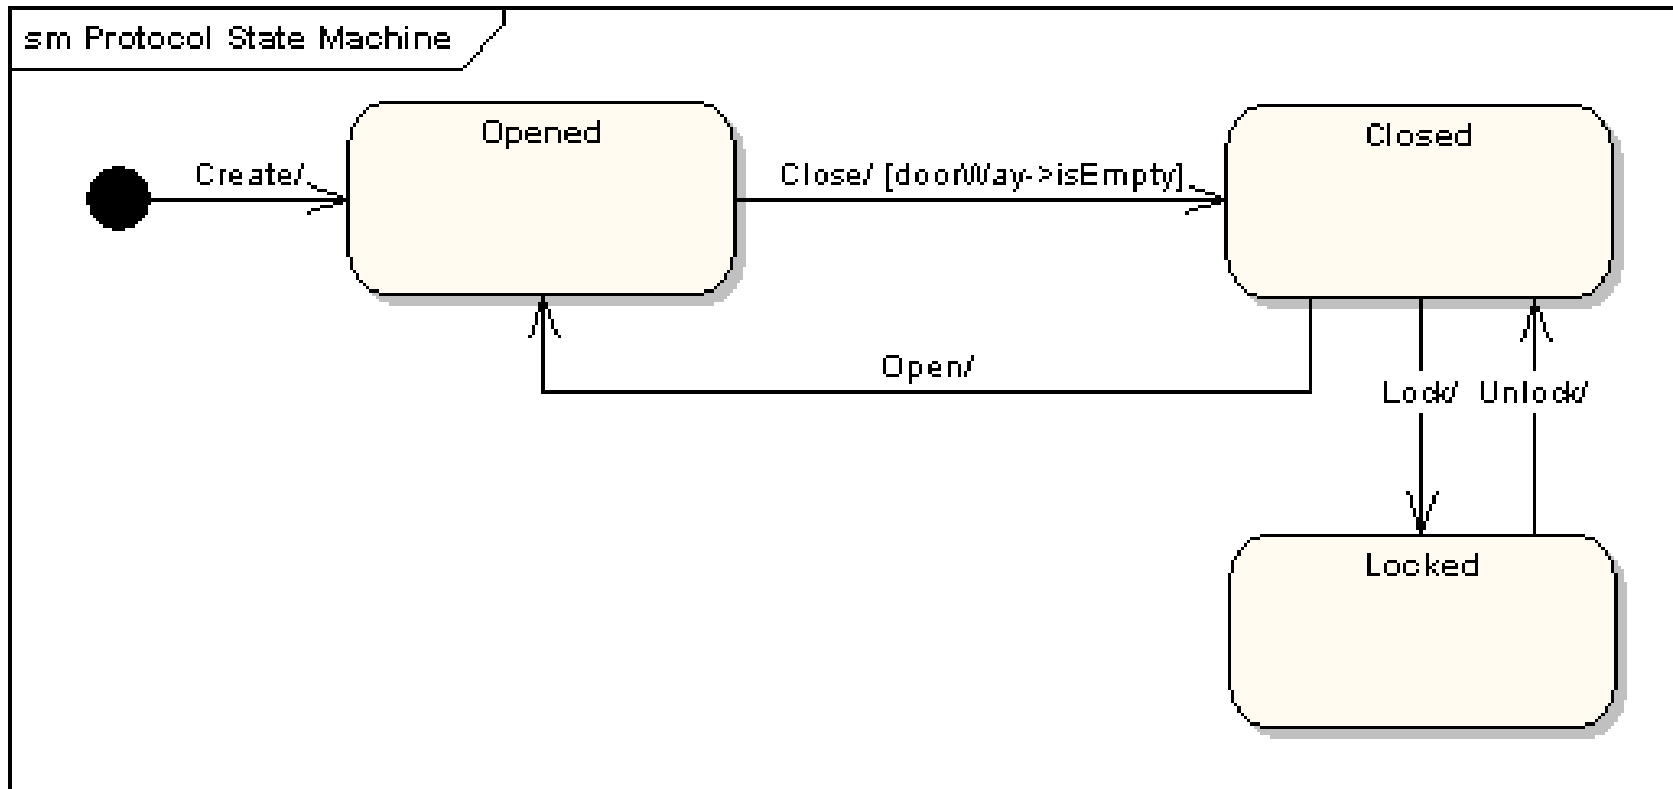 sm Protocol State Machine
Opened
Closed
Create/
Close/ [doorWay->isEmpty]
Open/
Lock/
Unlock/
Locked